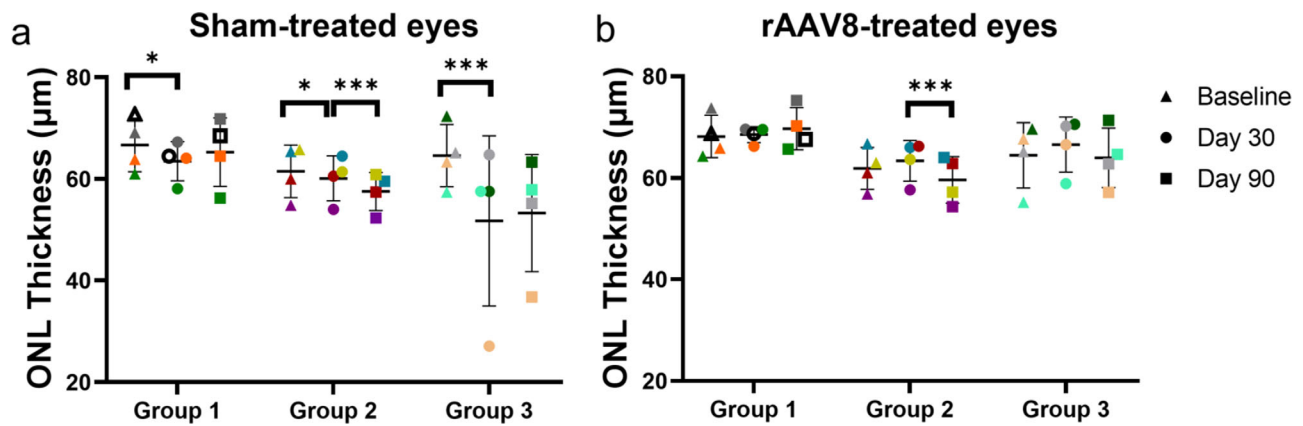 a
Sham-treated eyes
ONL Thickness (µm)
80
60
40
20
*
*
***
***
Group 1
Group 2
Group 3
b
rAAV8-treated eyes
ONL Thickness (µm)
80
60
40
20
***
Group 1
Group 2
Group 3
Baseline
Day 30
Day 90